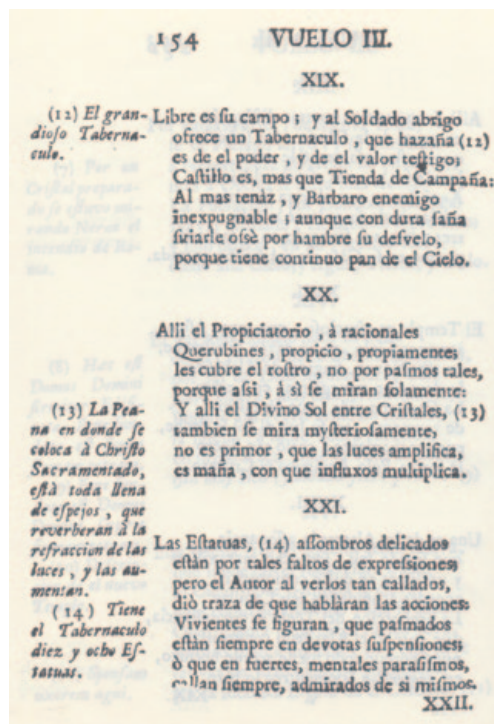 154 VUELO III.
XIX.
(12) El gran-
dioſo Taberna-
culo.
Libre es ſu campo ; y al Soldado abrigo
ofrece un Tabernaculo , que hazaña (12)
es de el poder , y de el valor teſtigo;
Caſtillo es, mas que Tienda de Campaña:
Al mas tenàz , y Barbaro enemigo
inexpugnable ; aunque con dura ſaña
ſitiarle oſsè por hambre ſu deſvelo,
porque tiene continuo pan de el Cielo.
XX.
Alli el Propiciatorio , à racionales
Querubines , propicio , propiamente
les cubre el roſtro , no por paſmos tales,
porque aſsi , à sì ſe miran ſolamente:
Y alli el Divino Sol entre Criſtales, (13)
tambien ſe mira myſterioſamente,
no es primor , que las luces amplifica,
es maña , con que influxos multiplica.
(13) La Pea-
na en donde ſe
coloca à Chriſto
Sacramentado,
eſtà toda llena
de eſpejos , que
reverberan à la
refraccion de las
luces , y las au-
mentan.
(14) Tiene
el Tabernaculo
diez y ocho Eſ-
tatuas.
XXI.
Las Eſtatuas, (14) aſſombros delicados
eſtàn por tales faltos de expreſsiones
pero el Autor al verlos tan callados,
diò traza de que hablàran las acciones:
Vivientes ſe figuran , que paſmados
eſtàn ſiempre en devotas ſuſpenſiones;
ò que en fuertes, mentales paraſiſmos,
callan ſiempre, admirados de si miſmos.
XXII.